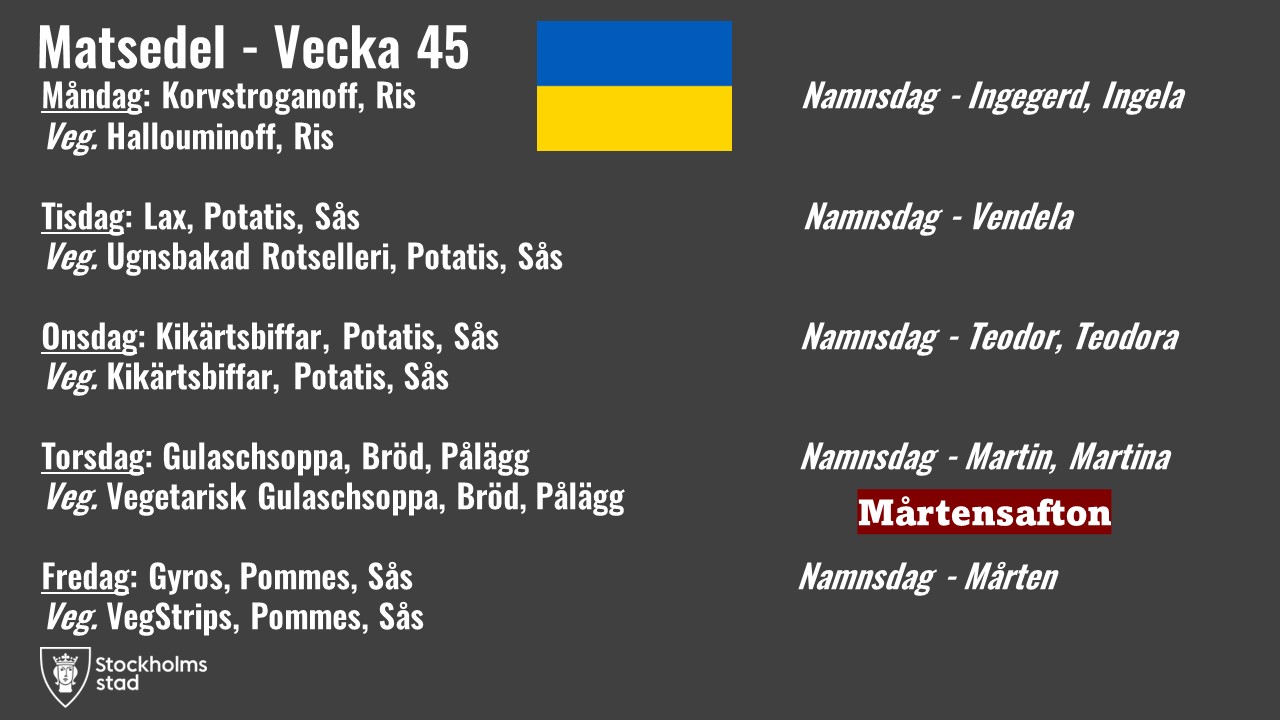 Matsedel - Vecka 45
Måndag: Korvstroganoff, Ris
Namnsdag - Ingegerd, Ingela
Veg. Hallouminoff, Ris
Tisdag: Lax, Potatis, Sås
Namnsdag - Vendela
Veg. Ugnsbakad Rotselleri, Potatis, Sås
Onsdag: Kikärtsbiffar, Potatis, Sås
Namnsdag - Teodor, Teodora
Veg. Kikärtsbiffar, Potatis, Sås
Torsdag: Gulaschsoppa, Bröd, Pålägg
Namnsdag - Martin, Martina
Veg. Vegetarisk Gulaschsoppa, Bröd, Pålägg
Mårtensafton
Fredag: Gyros, Pommes, Sås
Namnsdag - Mårten
Veg. VegStrips, Pommes, Sås
Stockholms
stad